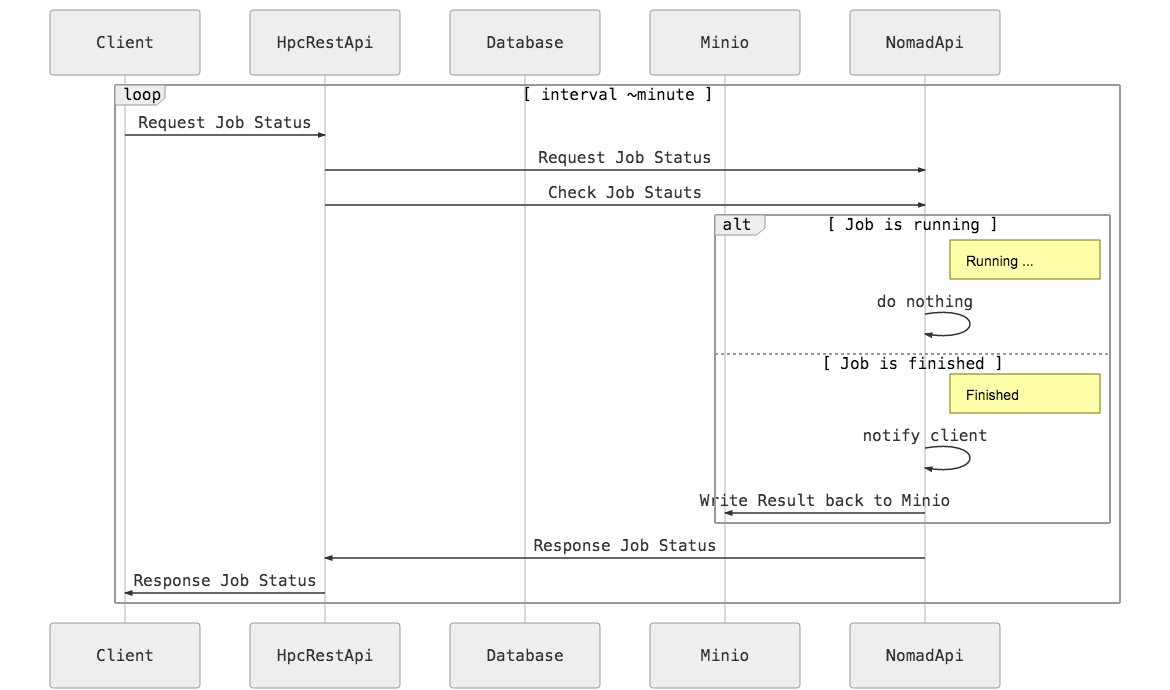 Client
HpcRestApi
Database
Minio
NomadApi
loop
[ interval ~minute ]
Request Job Status
Request Job Status
Check Job Stauts
alt
[ Job is running ]
Running ...
do nothing
[ Job is finished ]
Finished
notify client
Write Result back to Minio
Response Job Status
Response Job Status
Client
HpcRestApi
Database
Minio
NomadApi